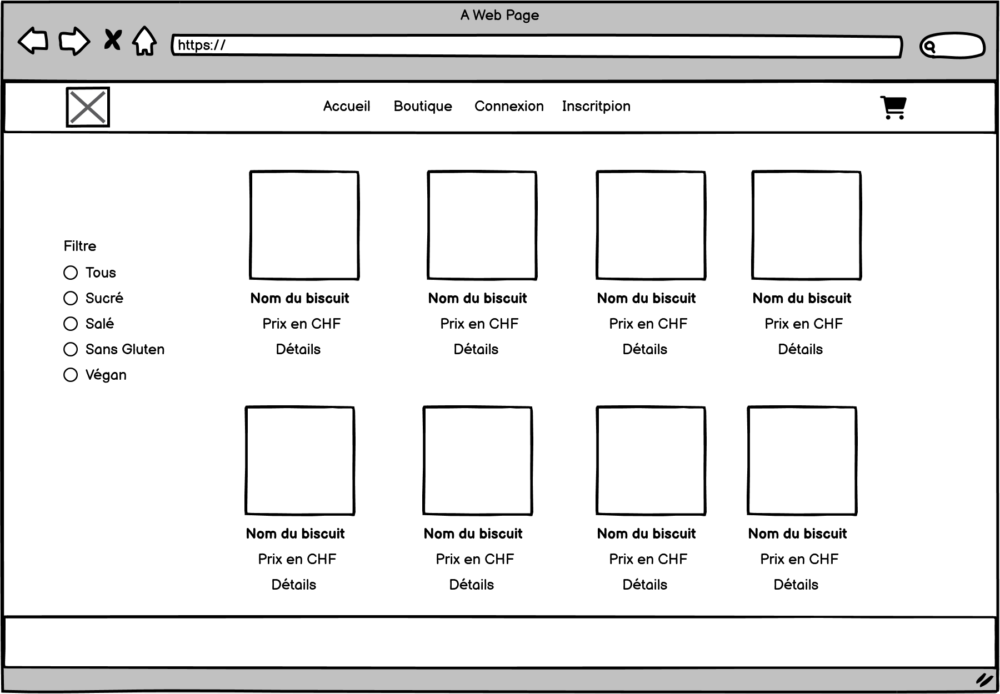 A Web Page
https://
Accueil Boutique Connexion Inscritpion
Filtre
Tous
Sucré
Salé
Sans Gluten
Végan
Nom du biscuit Nom du biscuit Nom du biscuit Nom du biscuit
Prix en CHF Prix en CHF Prix en CHF Prix en CHF
Détails Détails Détails Détails
Nom du biscuit Nom du biscuit Nom du biscuit Nom du biscuit
Prix en CHF Prix en CHF Prix en CHF Prix en CHF
Détails Détails Détails Détails